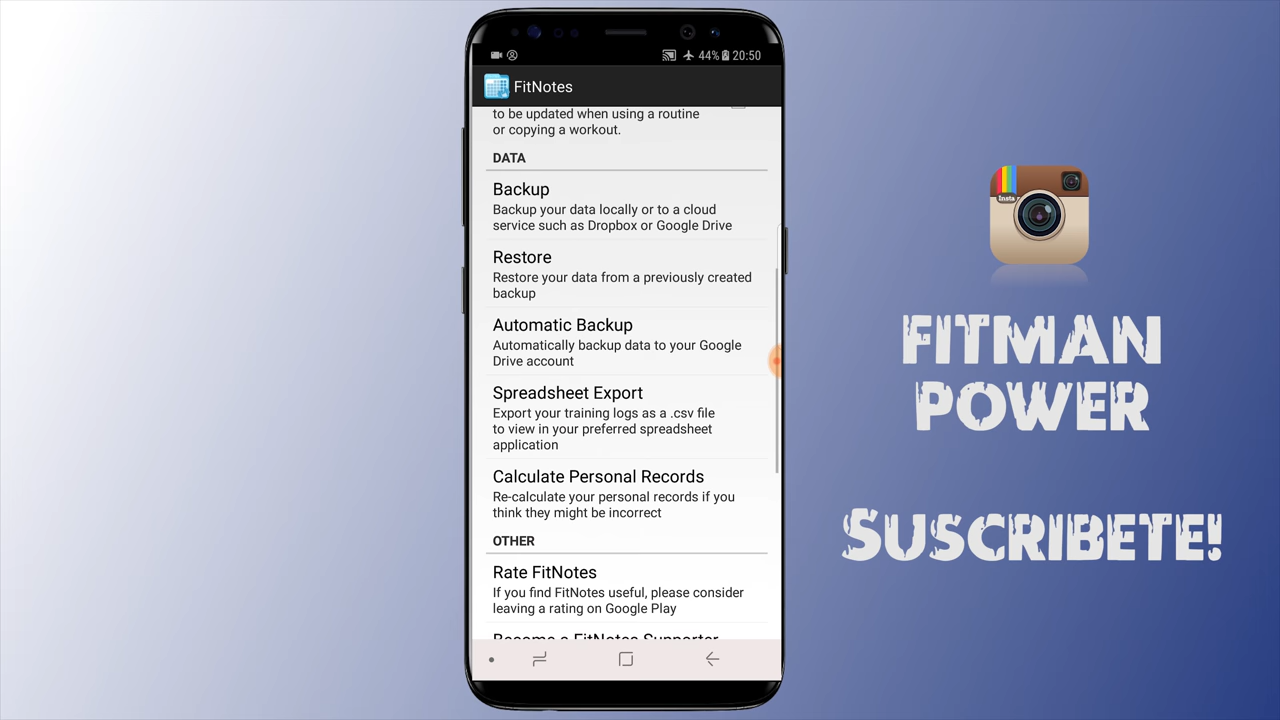 44% 20:50
FitNotes
to be updated when using a routine
or copying a workout.
DATA
Backup
Backup your data locally or to a cloud
service such as Dropbox or Google Drive
Restore
Restore your data from a previously created
backup
Automatic Backup
Automatically backup data to your Google
Drive account
Spreadsheet Export
Export your training logs as a .csv file
to view in your preferred spreadsheet
application
Calculate Personal Records
Re-calculate your personal records if you
think they might be incorrect
OTHER
Rate FitNotes
If you find FitNotes useful, please consider
leaving a rating on Google Play
Become a FitNotes Supporter
Insta
FITMAN
POWER
SUSCRIBETE!